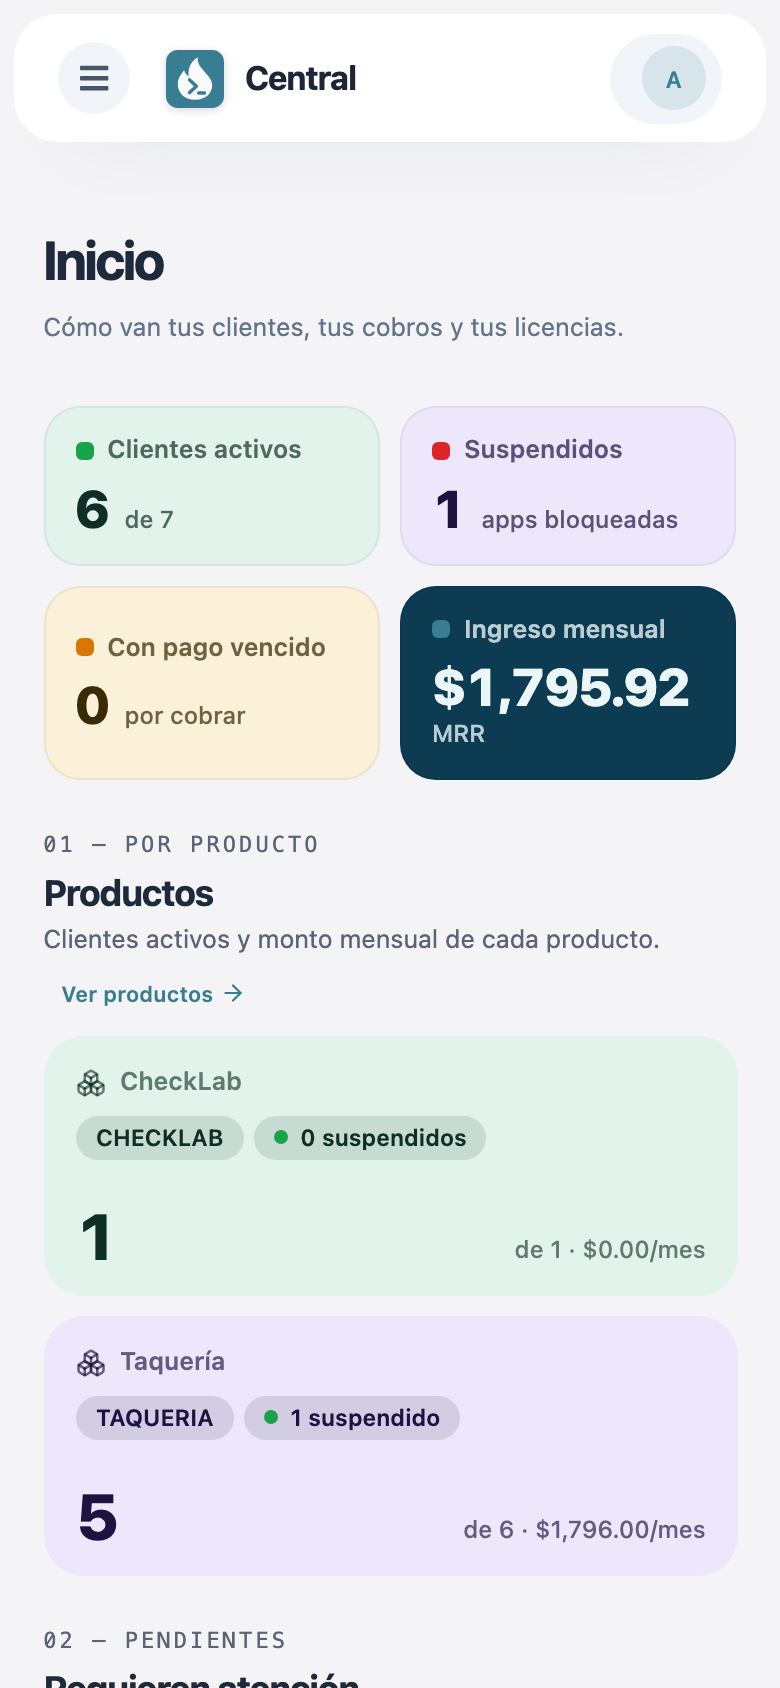 Central
A
Inicio
Cómo van tus clientes, tus cobros y tus licencias.
Clientes activos
6 de 7
Suspendidos
1 apps bloqueadas
Con pago vencido
0 por cobrar
Ingreso mensual
$1,795.92
MRR
01 — POR PRODUCTO
Productos
Clientes activos y monto mensual de cada producto.
Ver productos →
CheckLab
CHECKLAB
0 suspendidos
1
de 1 · $0.00/mes
Taquería
TAQUERIA
1 suspendido
5
de 6 · $1,796.00/mes
02 — PENDIENTES
Requieren atención